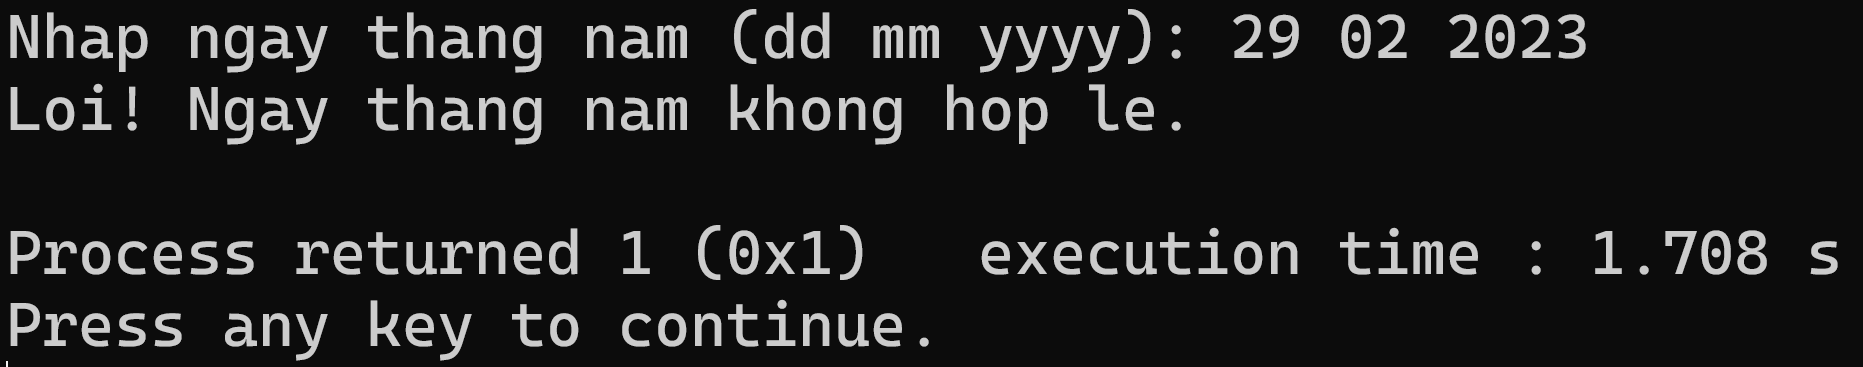 Nhap ngay thang nam (dd mm yyyy): 29 02 2023
Loi! Ngay thang nam khong hop le.
Process returned 1 (0x1)   execution time : 1.708 s
Press any key to continue.